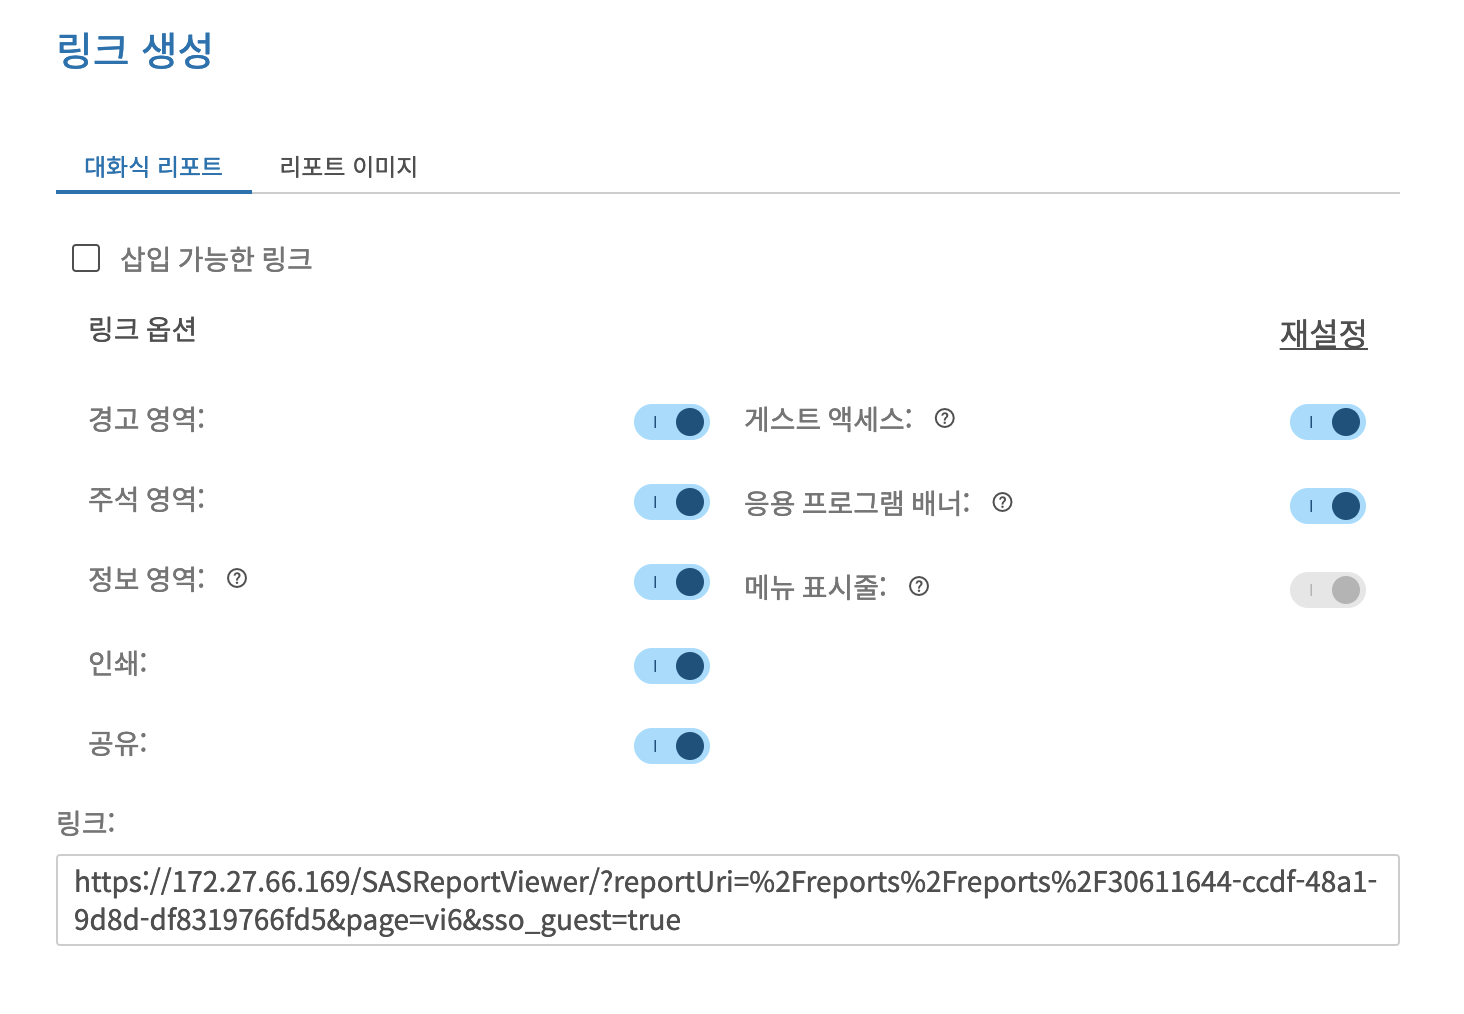 링크 생성
대화식 리포트 리포트 이미지
삽입 가능한 링크
링크 옵션 재설정
경고 영역: 게스트 액세스:
주석 영역: 응용 프로그램 배너:
정보 영역: 메뉴 표시줄:
인쇄:
공유:
링크:
https://172.27.66.169/SASReportViewer/?reportUri=%2Freports%2Freports%2F30611644-ccdf-48a1-
9d8d-df8319766fd5&page=vi6&sso_guest=true